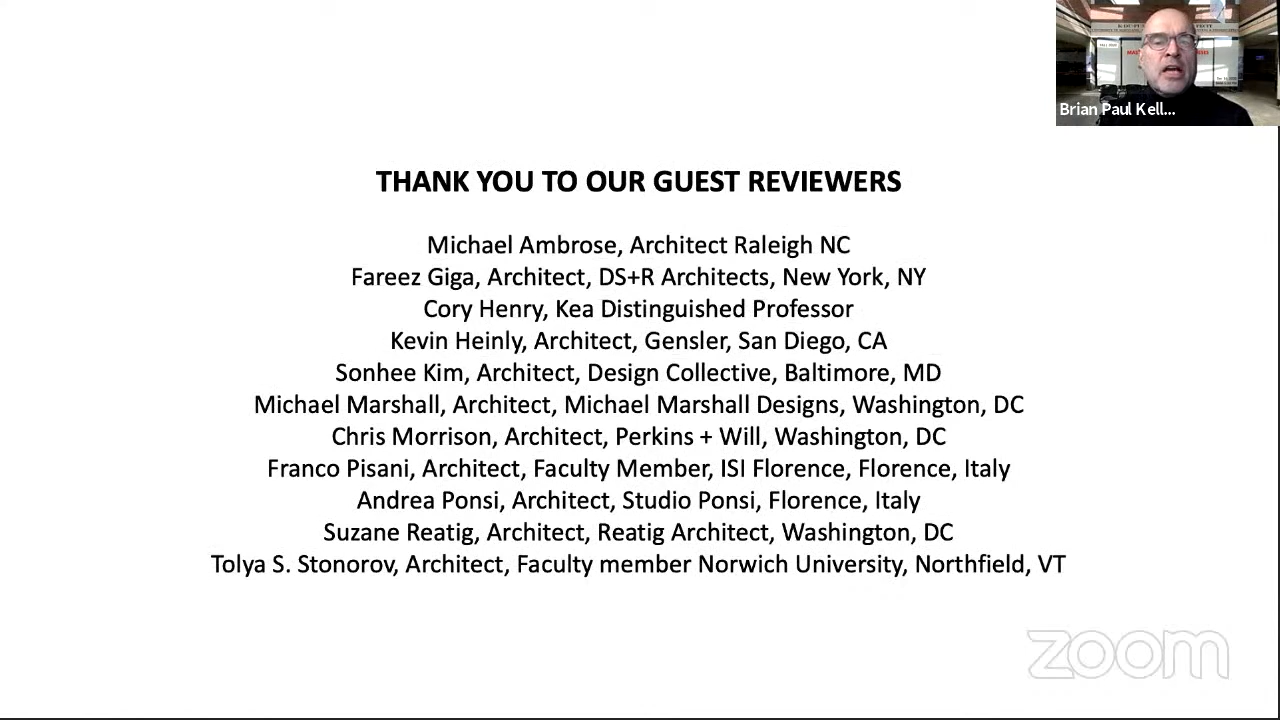 Brian Paul Kell...
THANK YOU TO OUR GUEST REVIEWERS
Michael Ambrose, Architect Raleigh NC
Fareez Giga, Architect, DS+R Architects, New York, NY
Cory Henry, Kea Distinguished Professor
Kevin Heinly, Architect, Gensler, San Diego, CA
Sonhee Kim, Architect, Design Collective, Baltimore, MD
Michael Marshall, Architect, Michael Marshall Designs, Washington, DC
Chris Morrison, Architect, Perkins + Will, Washington, DC
Franco Pisani, Architect, Faculty Member, ISI Florence, Florence, Italy
Andrea Ponsi, Architect, Studio Ponsi, Florence, Italy
Suzane Reatig, Architect, Reatig Architect, Washington, DC
Tolya S. Stonorov, Architect, Faculty member Norwich University, Northfield, VT
zoom